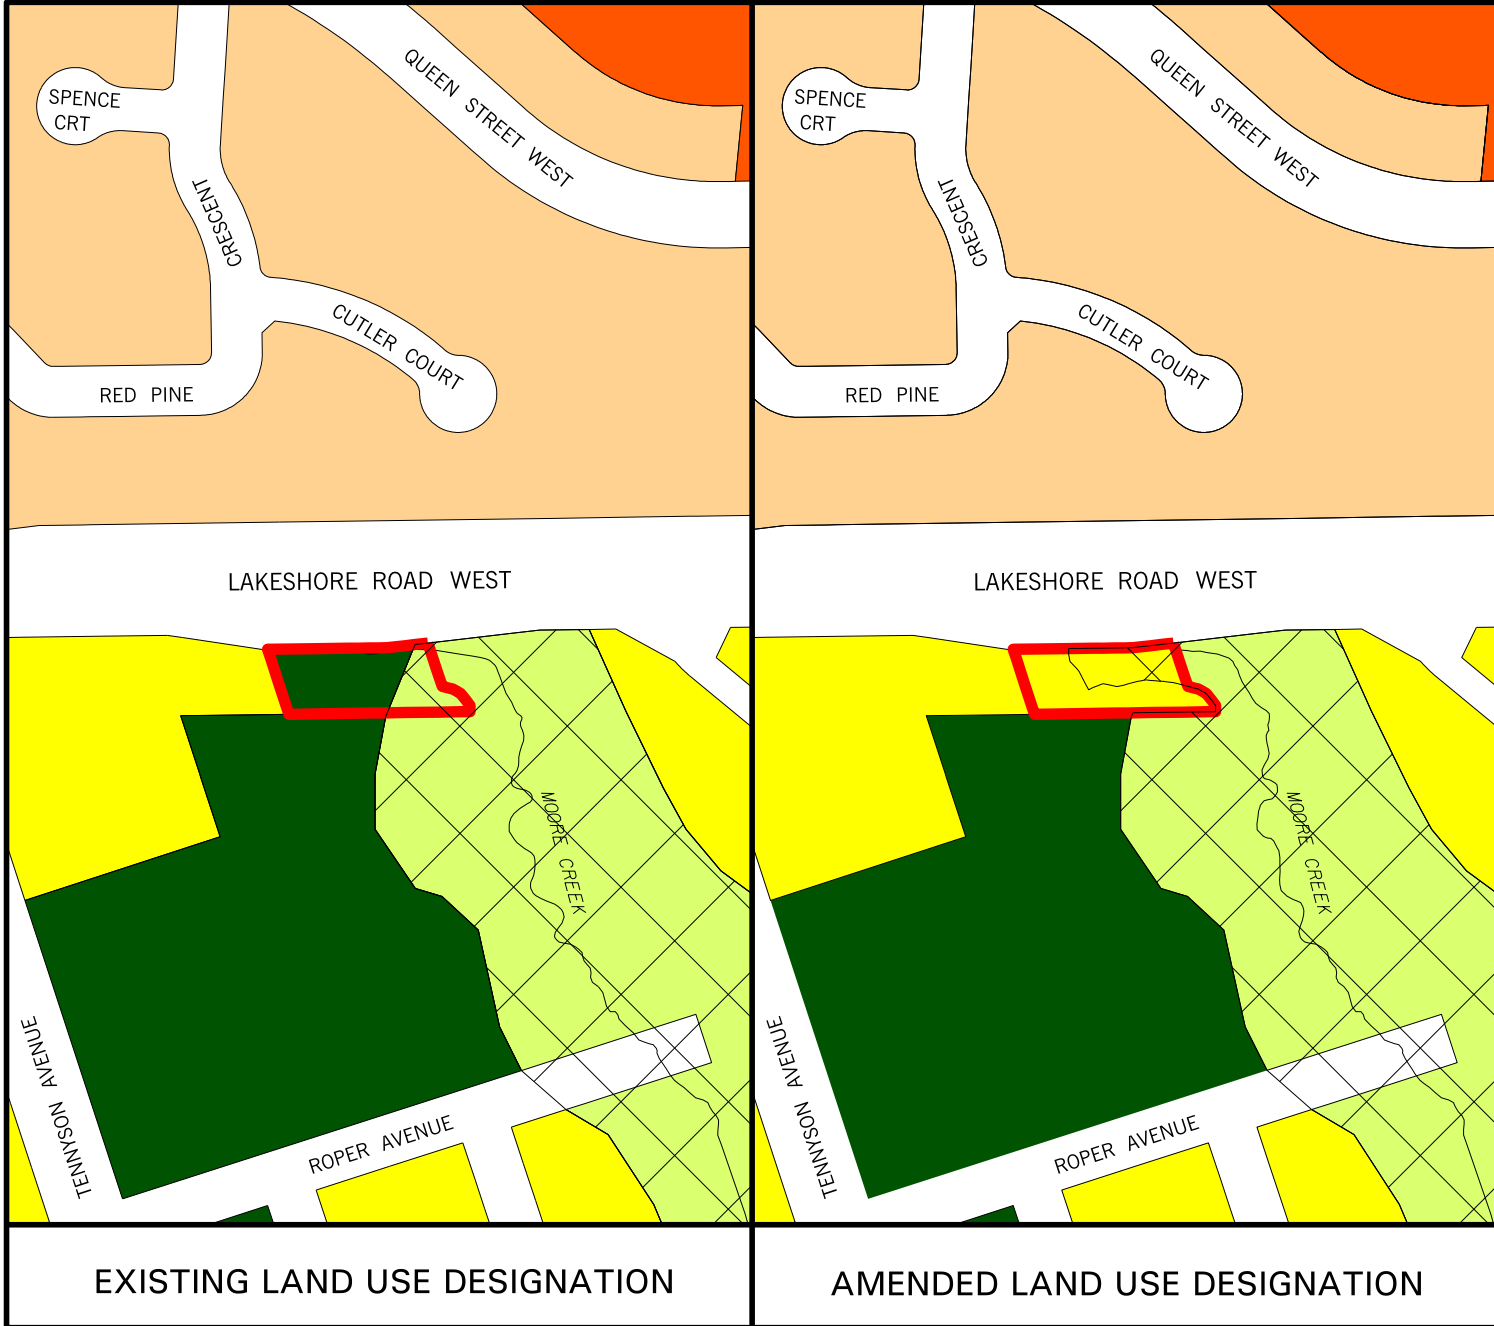 SPENCE
CRT
QUEEN STREET WEST
CRESCENT
CUTLER COURT
RED PINE
LAKESHORE ROAD WEST
MOORE CREEK
TENNYSON AVENUE
ROPER AVENUE
EXISTING LAND USE DESIGNATION
SPENCE
CRT
QUEEN STREET WEST
CRESCENT
CUTLER COURT
RED PINE
LAKESHORE ROAD WEST
MOORE CREEK
TENNYSON AVENUE
ROPER AVENUE
AMENDED LAND USE DESIGNATION